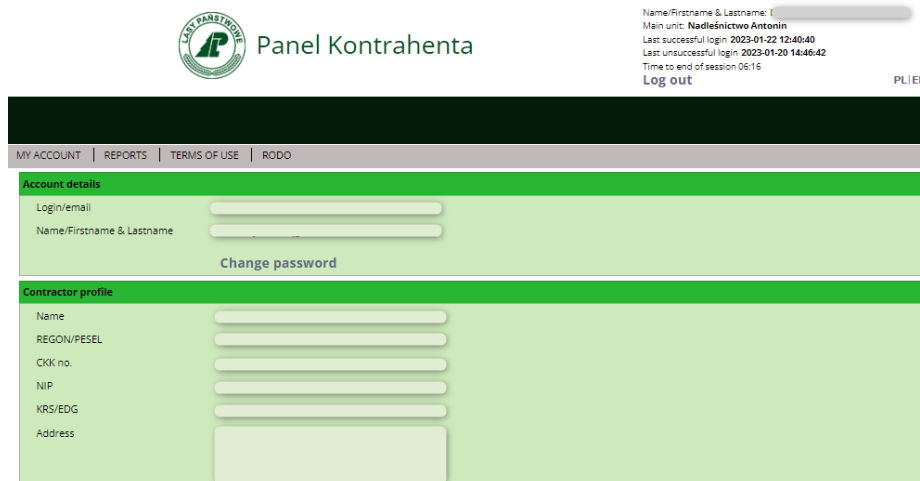 LASY PAŃSTWOWE
Panel Kontrahenta
Name/Firstname & Lastname:
Main unit: Nadleśnictwo Antonin
Last successful login 2023-01-22 12:40:40
Last unsuccessful login 2023-01-20 14:46:42
Time to end of session 06:16
Log out
PL|E
MY ACCOUNT | REPORTS | TERMS OF USE | RODO
Account details
Login/email
Name/Firstname & Lastname
Change password
Contractor profile
Name
REGON/PESEL
CKK no.
NIP
KRS/EDG
Address